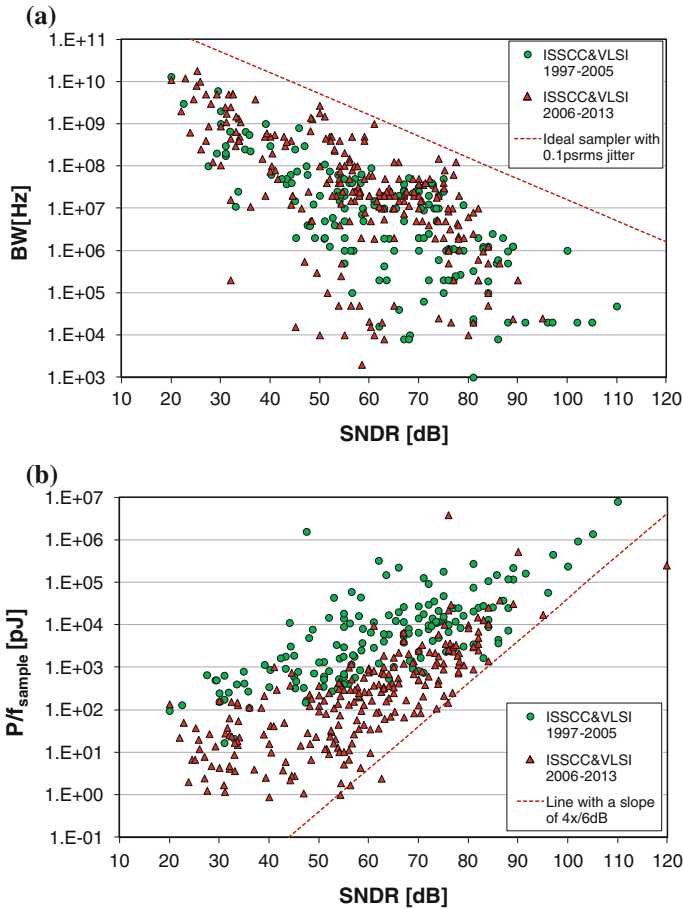 (a)
1.E+11
1.E+10
1.E+09
1.E+08
1.E+07
1.E+06
1.E+05
1.E+04
1.E+03
BW[Hz]
10 20 30 40 50 60 70 80 90 100 110 120
SNDR [dB]
ISSCC&VLSI
1997-2005
ISSCC&VLSI
2006-2013
Ideal sampler with
0.1psrms jitter
(b)
1.E+07
1.E+06
1.E+05
1.E+04
1.E+03
1.E+02
1.E+01
1.E+00
1.E-01
P/fsample [pJ]
10 20 30 40 50 60 70 80 90 100 110 120
SNDR [dB]
ISSCC&VLSI
1997-2005
ISSCC&VLSI
2006-2013
Line with a slope
of 4x/6dB